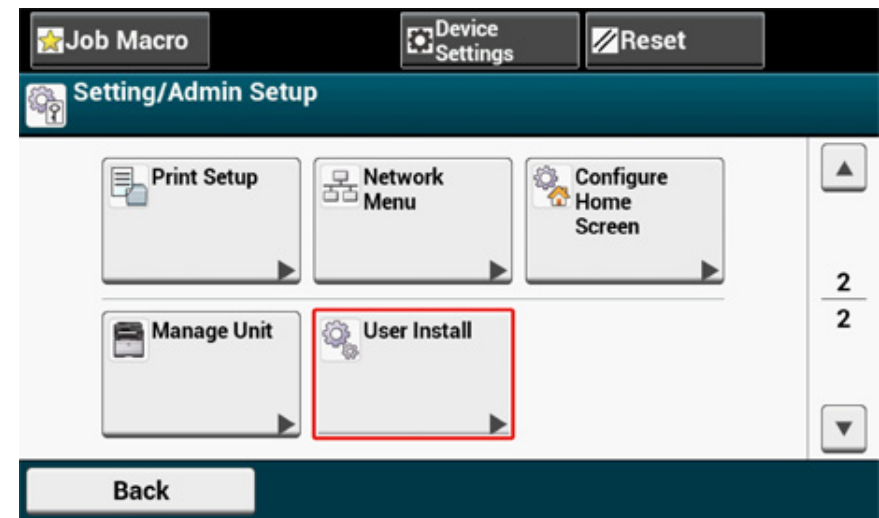 Job Macro
Device
Settings
Reset
Setting/Admin Setup
Print Setup
Network
Menu
Configure
Home
Screen
Manage Unit
User Install
2
2
Back